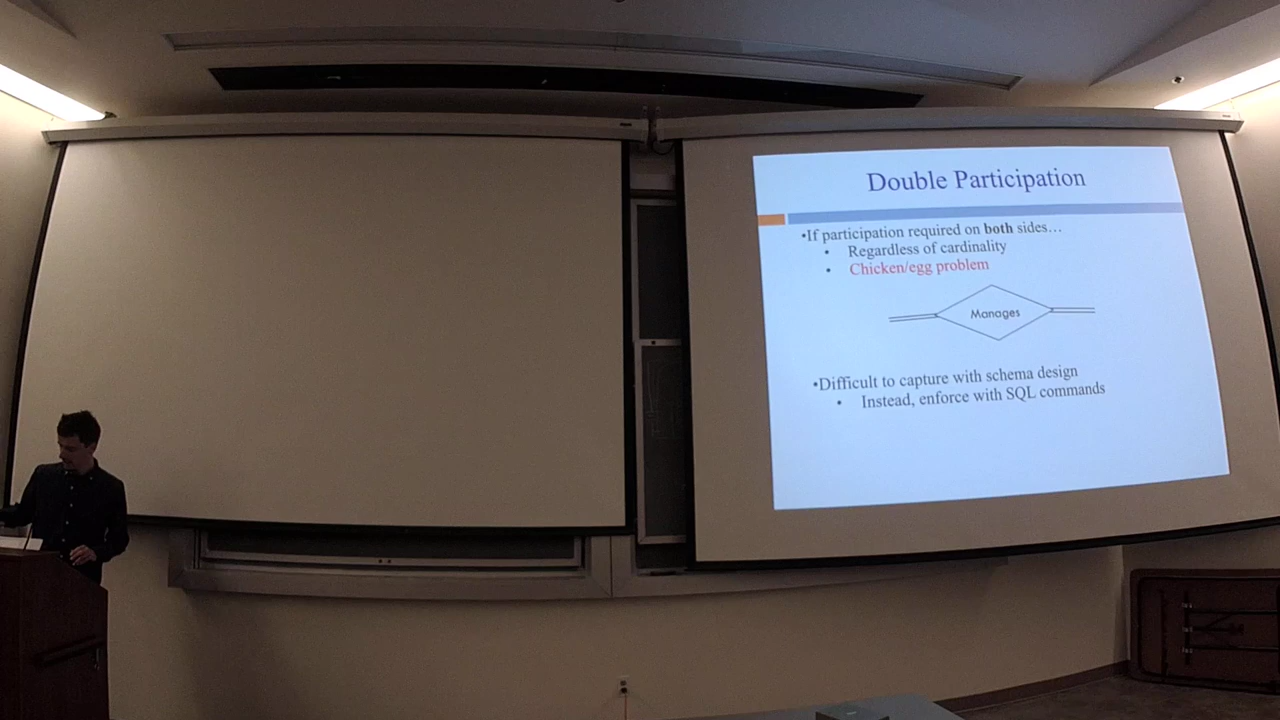 Double Participation
•If participation required on both sides…
• Regardless of cardinality
• Chicken/egg problem
Manages
•Difficult to capture with schema design
• Instead, enforce with SQL commands